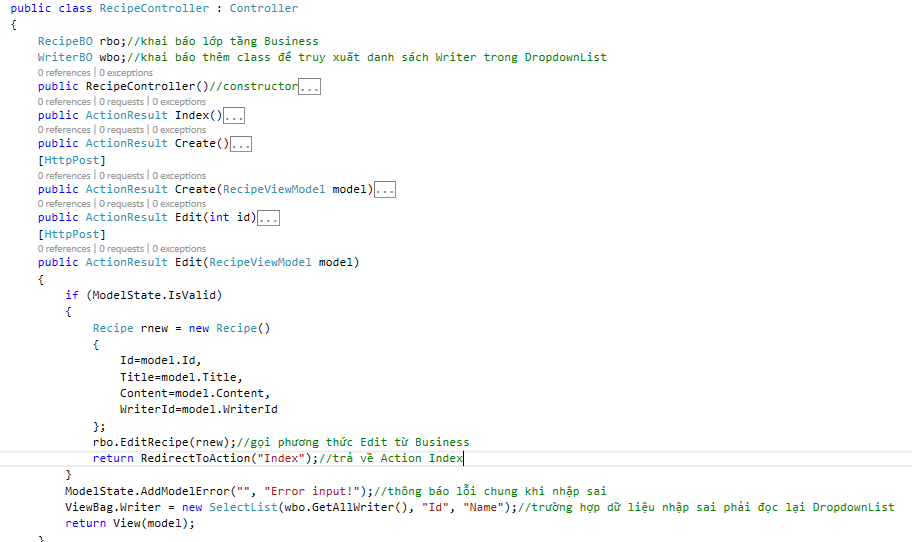 public class RecipeController : Controller
{
RecipeBO rbo;//khai báo lớp tầng Business
WriterBO wbo;//khai báo thêm class để truy xuất danh sách Writer trong DropdownList
0 references | 0 exceptions
public RecipeController()//constructor...
0 references | 0 requests | 0 exceptions
public ActionResult Index()...
0 references | 0 requests | 0 exceptions
public ActionResult Create()...
[HttpPost]
0 references | 0 requests | 0 exceptions
public ActionResult Create(RecipeViewModel model)...
0 references | 0 requests | 0 exceptions
public ActionResult Edit(int id)...
[HttpPost]
0 references | 0 requests | 0 exceptions
public ActionResult Edit(RecipeViewModel model)
{
if (ModelState.IsValid)
{
Recipe rnew = new Recipe()
{
Id=model.Id,
Title=model.Title,
Content=model.Content,
WriterId=model.WriterId
};
rbo.EditRecipe(rnew);//gọi phương thức Edit từ Business
return RedirectToAction("Index");//trả về Action Index
}
ModelState.AddModelError("", "Error input!");//thông báo lỗi chung khi nhập sai
ViewBag.Writer = new SelectList(wbo.GetAllWriter(), "Id", "Name");//trường hợp dữ liệu nhập sai phải đọc lại DropdownList
return View(model);
}